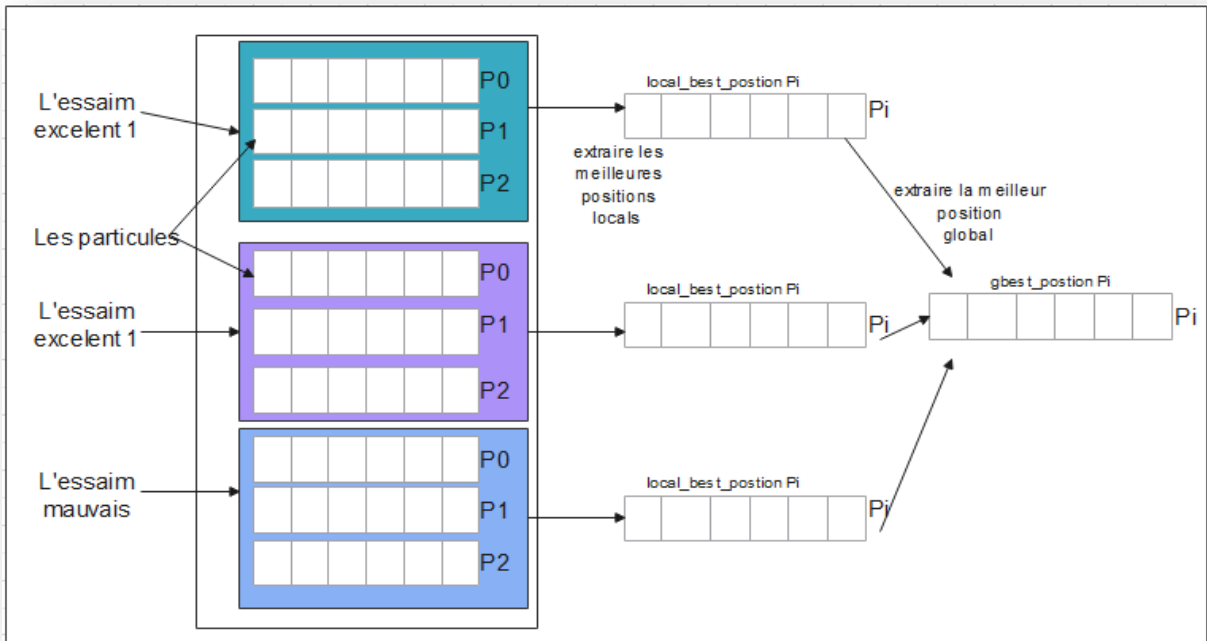 L'essaim
excelent 1
Les particules
L'essaim
excelent 1
L'essaim
mauvais
P0
P1
P2
P0
P1
P2
P0
P1
P2
local_best_postion Pi
Pi
extraire les
meilleures
positions
locals
extraire la meilleur
position
global
local_best_postion Pi
Pi
gbest_postion Pi
Pi
local_best_postion Pi
Pi